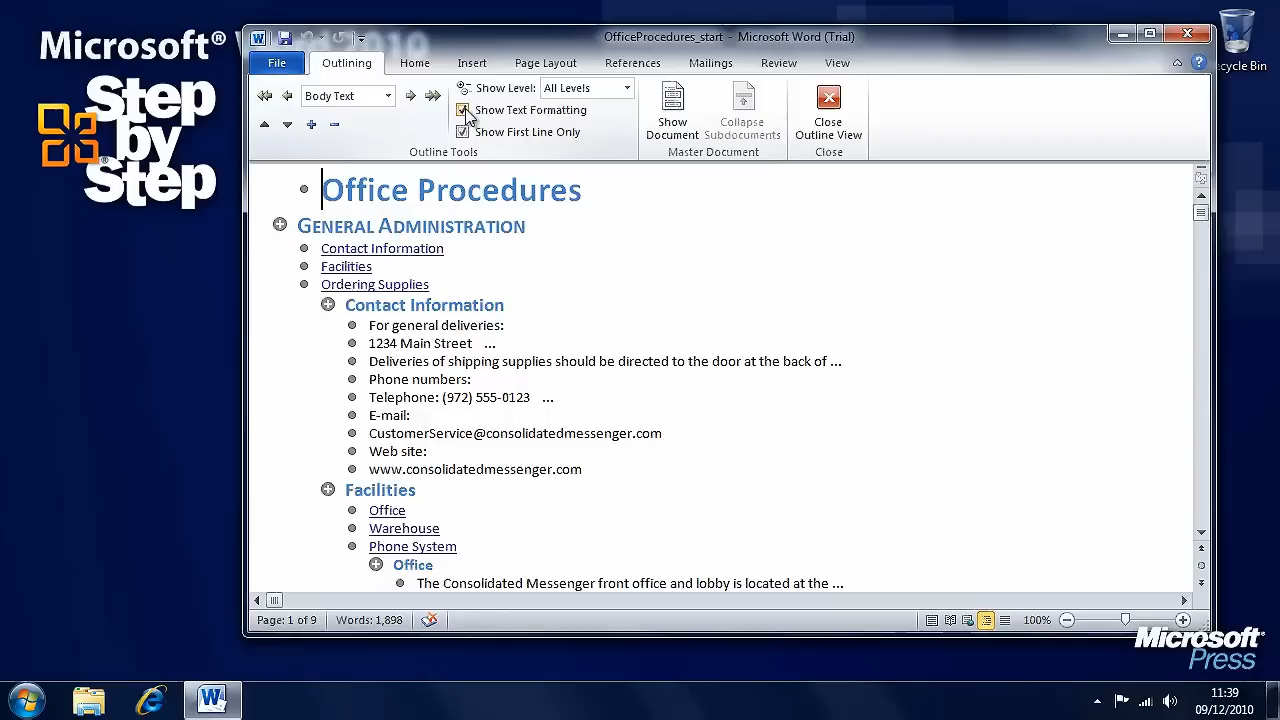 Microsoft® W 2010
Step
by
Step
OfficeProcedures_start - Microsoft Word (Trial)
Recycle Bin
File Outlining Home Insert Page Layout References Mailings Review View
Body Text
Show Level: All Levels
Show Text Formatting
Show First Line Only
Outline Tools
Show Document
Collapse Subdocuments
Master Document
Close Outline View
Close
Office Procedures
GENERAL ADMINISTRATION
Contact Information
Facilities
Ordering Supplies
Contact Information
For general deliveries:
1234 Main Street ...
Deliveries of shipping supplies should be directed to the door at the back of ...
Phone numbers:
Telephone: (972) 555-0123 ...
E-mail:
CustomerService@consolidatedmessenger.com
Web site:
www.consolidatedmessenger.com
Facilities
Office
Warehouse
Phone System
Office
The Consolidated Messenger front office and lobby is located at the ...
Page: 1 of 9 Words: 1,898 100%
Microsoft
Press
11:39
09/12/2010